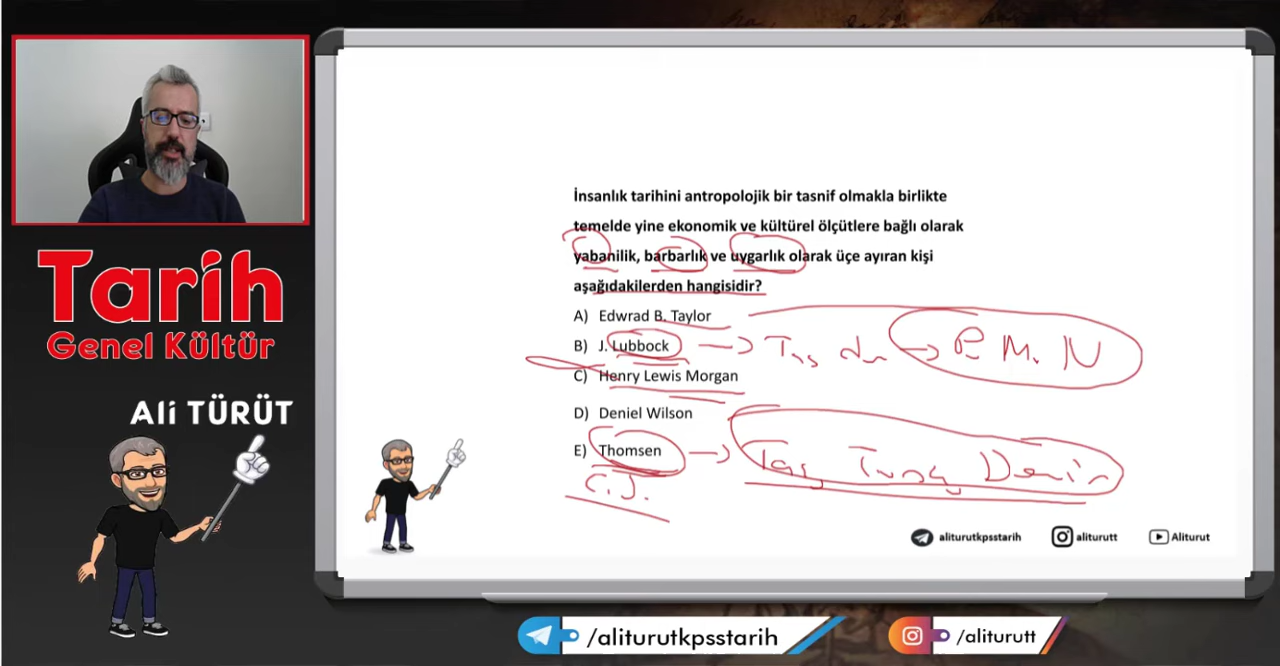 Tarih
Genel Kültür
Ali TÜRÜT
İnsanlık tarihini antropolojik bir tasnif olmakla birlikte
temelde yine ekonomik ve kültürel ölçütlere bağlı olarak
yabanilik, barbarlık ve uygarlık olarak üçe ayıran kişi
aşağıdakilerden hangisidir?
A) Edwrad B. Taylor
B) J. Lubbock → Taş dn → P. M. N
C) Henry Lewis Morgan
D) Deniel Wilson
E) Thomsen → Taş Tunç Demir
C.J.
aliturutkpsstarih aliturutt Aliturut
/aliturutkpsstarih /aliturutt